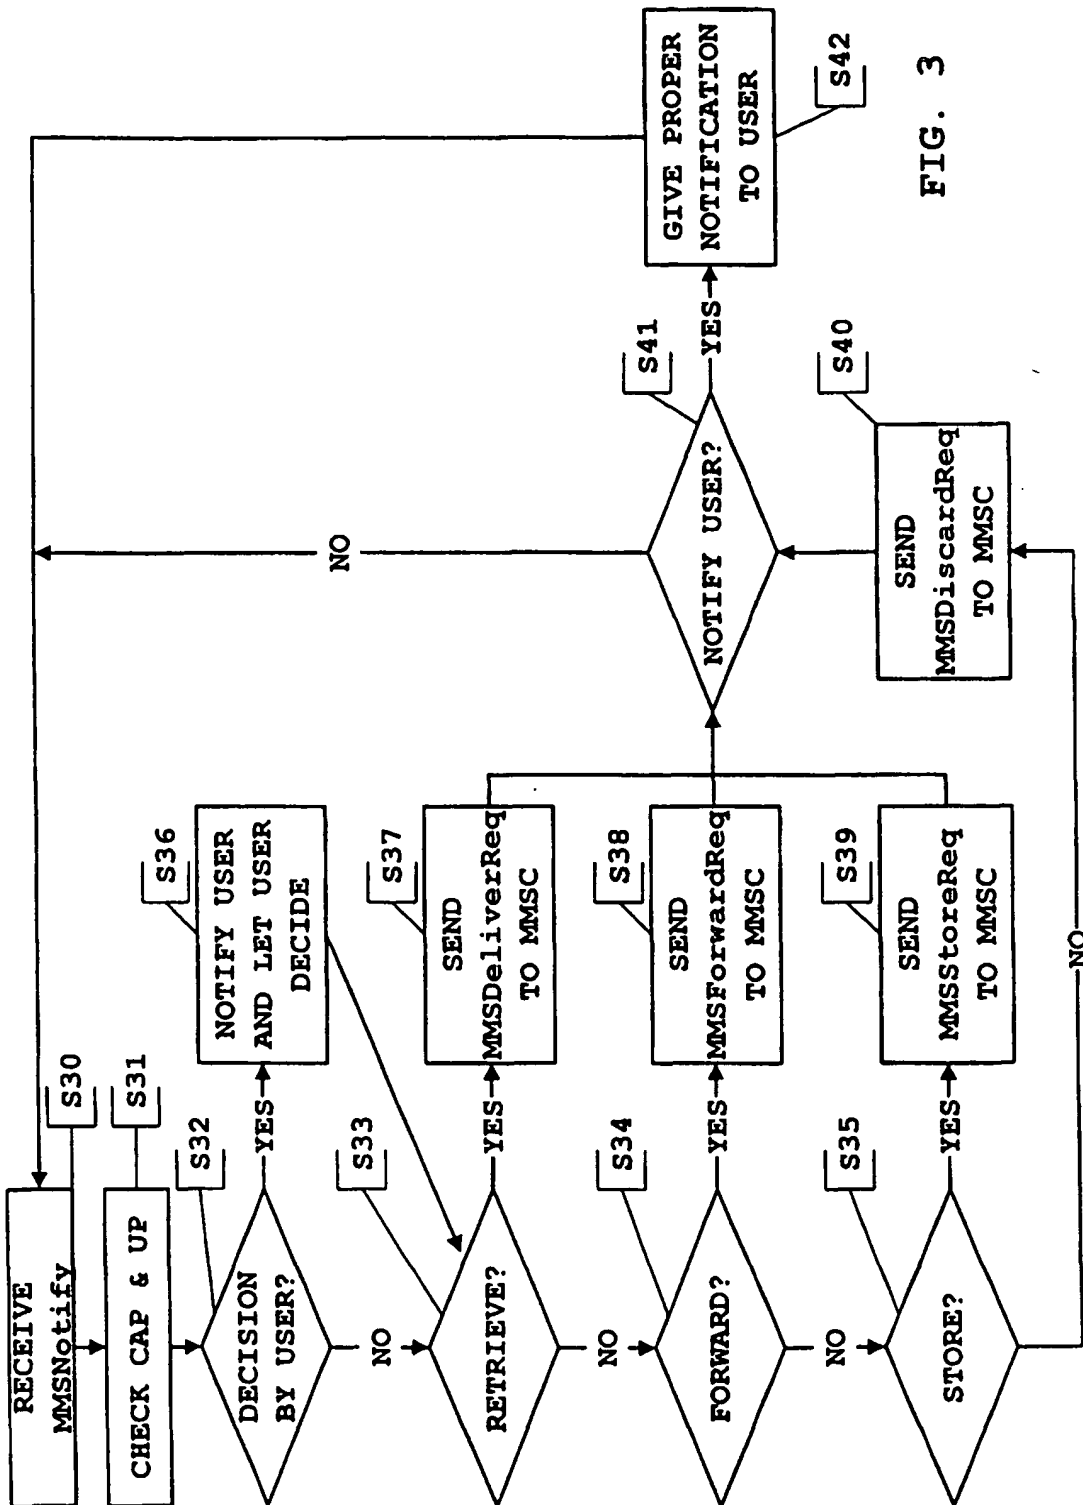 RECEIVE
MMSNotify
S30
CHECK CAP & UP
S31
DECISION
BY USER?
S32
YES
NOTIFY USER
AND LET USER
DECIDE
S36
NO
RETRIEVE?
S33
YES
SEND
MMSDeliverReq
TO MMSC
S37
NO
FORWARD?
S34
YES
SEND
MMSForwardReq
TO MMSC
S38
NO
STORE?
S35
YES
SEND
MMSStoreReq
TO MMSC
S39
NO
SEND
MMSDiscardReq
TO MMSC
S40
NOTIFY USER?
S41
NO
YES
GIVE PROPER
NOTIFICATION
TO USER
S42
FIG. 3